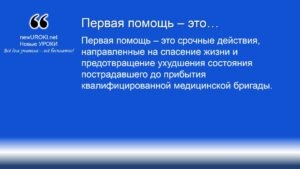 Первая помощь – это…
newUROKI.net
Новые УРОКИ
Всё для учителя – всё бесплатно!
Первая помощь – это срочные действия,
направленные на спасение жизни и
предотвращение ухудшения состояния
пострадавшего до прибытия
квалифицированной медицинской бригады.